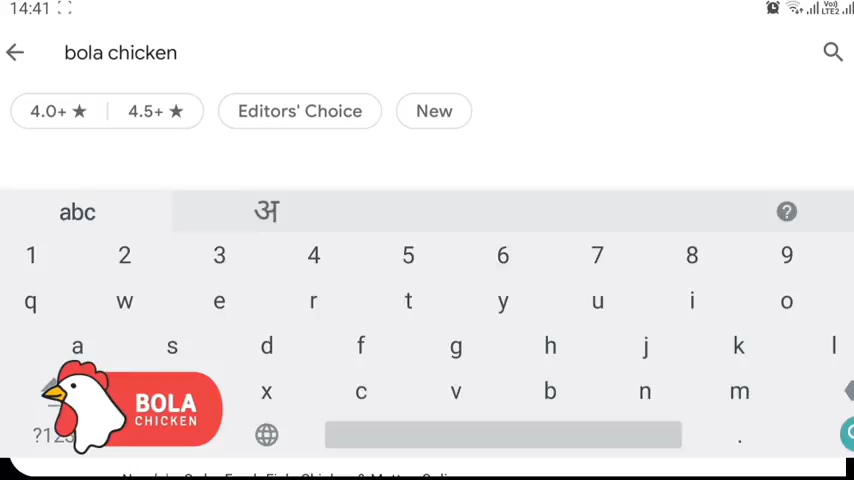 14:41 Vo)) LTE2
bola chicken
4.0+ ★ 4.5+ ★ Editors' Choice New
abc अ ?
1 2 3 4 5 6 7 8 9
q w e r t y u i o
a s d f g h j k l
x c v b n m
BOLA
CHICKEN
?123 .